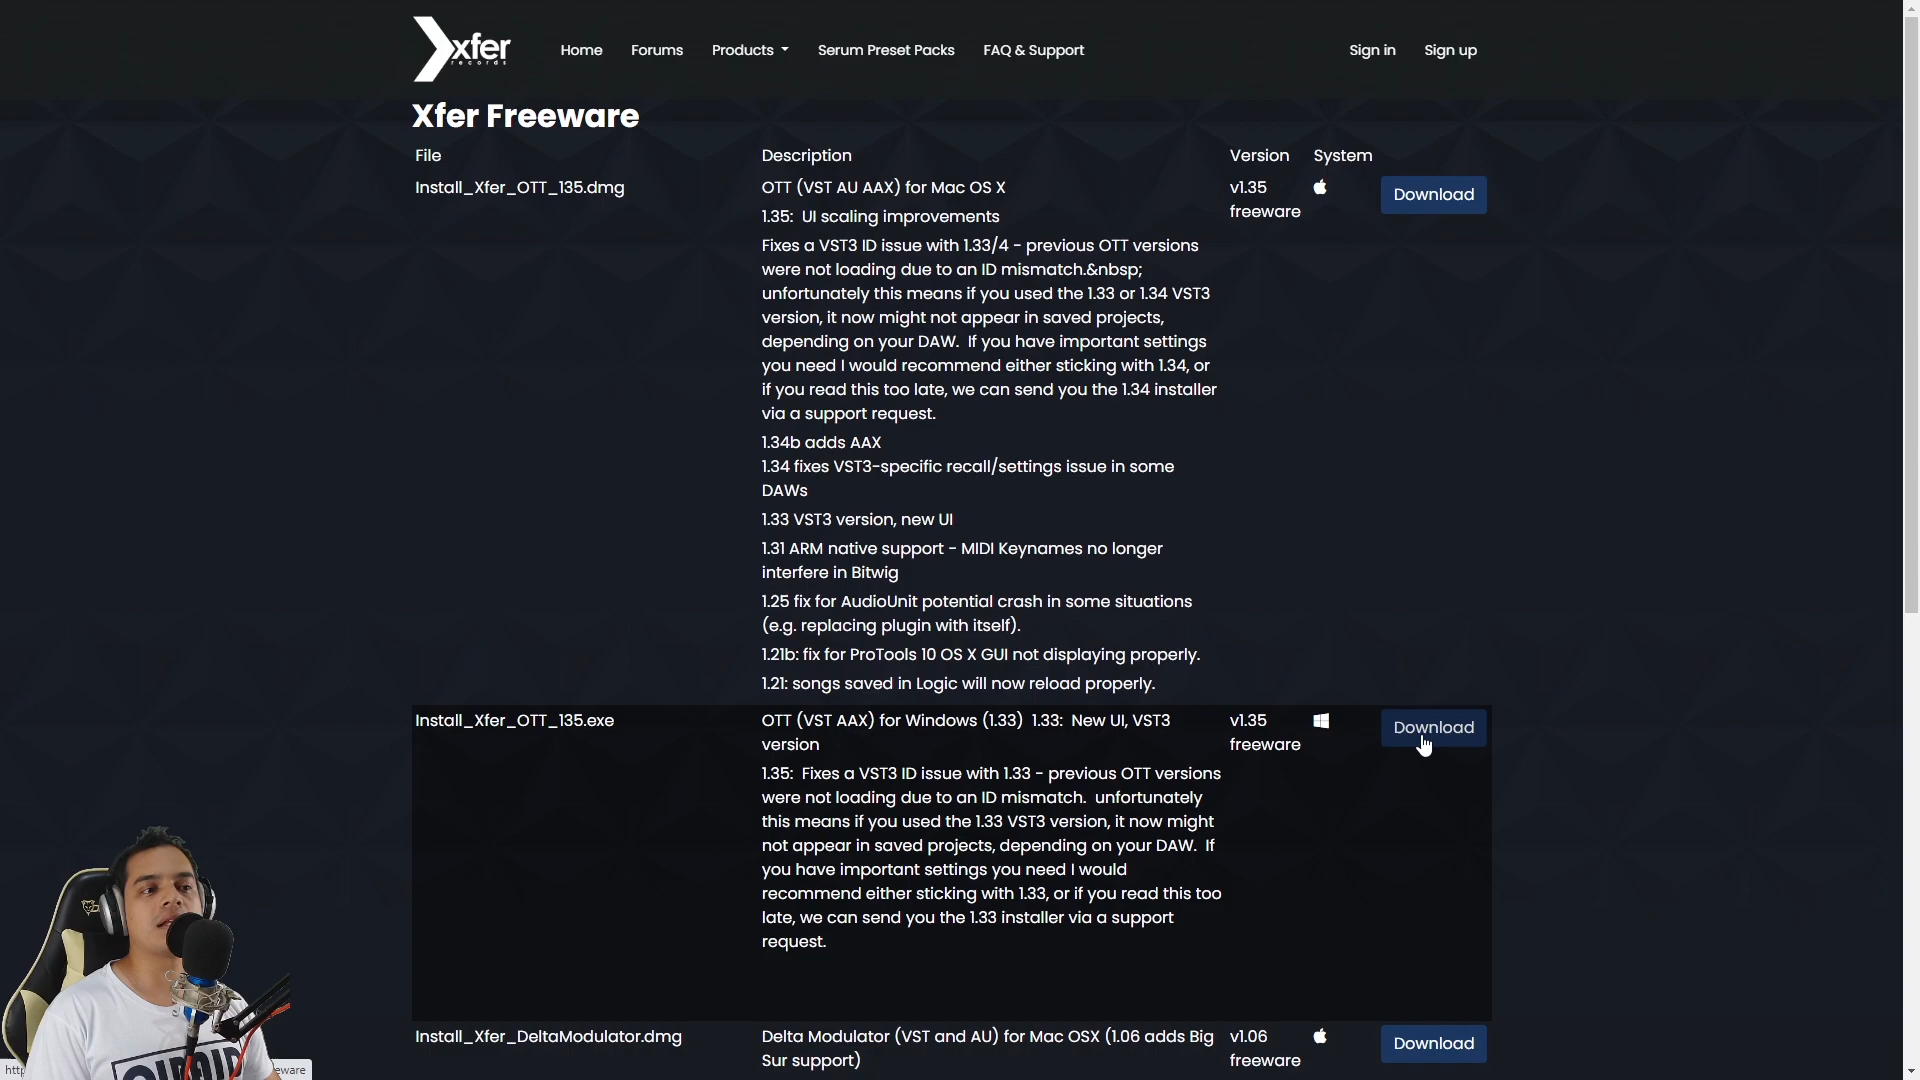 xfer
records
Home
Forums
Products
Serum Preset Packs
FAQ & Support
Sign in
Sign up
Xfer Freeware
File
Description
Version
System
Install_Xfer_OTT_135.dmg
OTT (VST AU AAX) for Mac OS X
v1.35
freeware
Download
1.35:  UI scaling improvements
Fixes a VST3 ID issue with 1.33/4 - previous OTT versions
were not loading due to an ID mismatch.&nbsp;
unfortunately this means if you used the 1.33 or 1.34 VST3
version, it now might not appear in saved projects,
depending on your DAW.  If you have important settings
you need I would recommend either sticking with 1.34, or
if you read this too late, we can send you the 1.34 installer
via a support request.
1.34b adds AAX
1.34 fixes VST3-specific recall/settings issue in some
DAWs
1.33 VST3 version, new UI
1.31 ARM native support - MIDI Keynames no longer
interfere in Bitwig
1.25 fix for AudioUnit potential crash in some situations
(e.g. replacing plugin with itself).
1.21b: fix for ProTools 10 OS X GUI not displaying properly.
1.21: songs saved in Logic will now reload properly.
Install_Xfer_OTT_135.exe
OTT (VST AAX) for Windows (1.33)  1.33:  New UI, VST3
version
v1.35
freeware
Download
1.35:  Fixes a VST3 ID issue with 1.33 - previous OTT versions
were not loading due to an ID mismatch.  unfortunately
this means if you used the 1.33 VST3 version, it now might
not appear in saved projects, depending on your DAW.  If
you have important settings you need I would
recommend either sticking with 1.33, or if you read this too
late, we can send you the 1.33 installer via a support
request.
Install_Xfer_DeltaModulator.dmg
Delta Modulator (VST and AU) for Mac OSX (1.06 adds Big
Sur support)
v1.06
freeware
Download